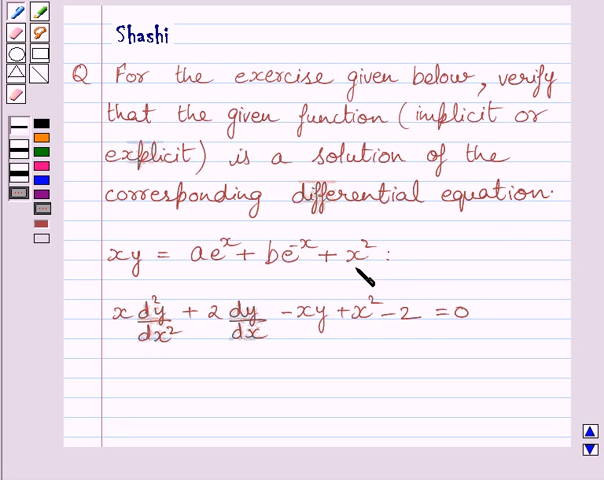 Shashi
Q For the exercise given below, verify
that the given function (implicit or
explicit) is a solution of the
corresponding differential equation.
xy = ae^x + be^-x + x^2 :
x d^2y/dx^2 + 2 dy/dx - xy + x^2 - 2 = 0